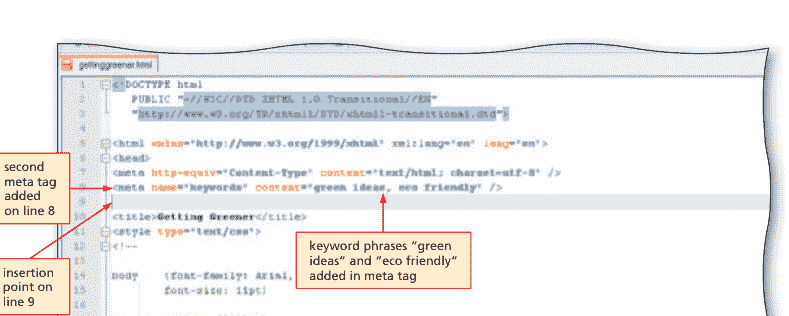 gettinggreener.html
1 <!DOCTYPE html
2 PUBLIC "-//W3C//DTD XHTML 1.0 Transitional//EN"
3 "http://www.w3.org/TR/xhtml1/DTD/xhtml1-transitional.dtd">
4
5 <html xmlns="http://www.w3.org/1999/xhtml" xml:lang="en" lang="en">
6 <head>
7 <meta http-equiv="Content-Type" content="text/html; charset=utf-8" />
8 <meta name="keywords" content="green ideas, eco friendly" />
9
10 <title>Getting Greener</title>
11 <style type="text/css">
12 <!--
13
14 body {font-family: Arial,
15 font-size: 11pt}
16
second
meta tag
added
on line 8
insertion
point on
line 9
keyword phrases “green
ideas” and “eco friendly”
added in meta tag